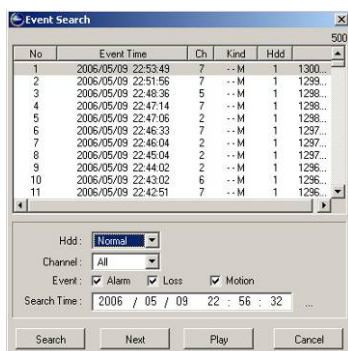 Event Search
500
No Event Time Ch Kind Hdd
1 2006/05/09 22:53:49 7 --M 1 1300...
2 2006/05/09 22:51:56 7 --M 1 1299...
3 2006/05/09 22:48:36 5 --M 1 1298...
4 2006/05/09 22:47:14 7 --M 1 1298...
5 2006/05/09 22:47:06 2 --M 1 1298...
6 2006/05/09 22:46:33 7 --M 1 1297...
7 2006/05/09 22:46:04 2 --M 1 1297...
8 2006/05/09 22:45:04 2 --M 1 1297...
9 2006/05/09 22:44:02 2 --M 1 1296...
10 2006/05/09 22:43:02 6 --M 1 1296...
11 2006/05/09 22:42:51 7 --M 1 1296...
Hdd : Normal
Channel : All
Event : Alarm Loss Motion
Search Time : 2006 / 05 / 09 22 : 56 : 32 ...
Search Next Play Cancel